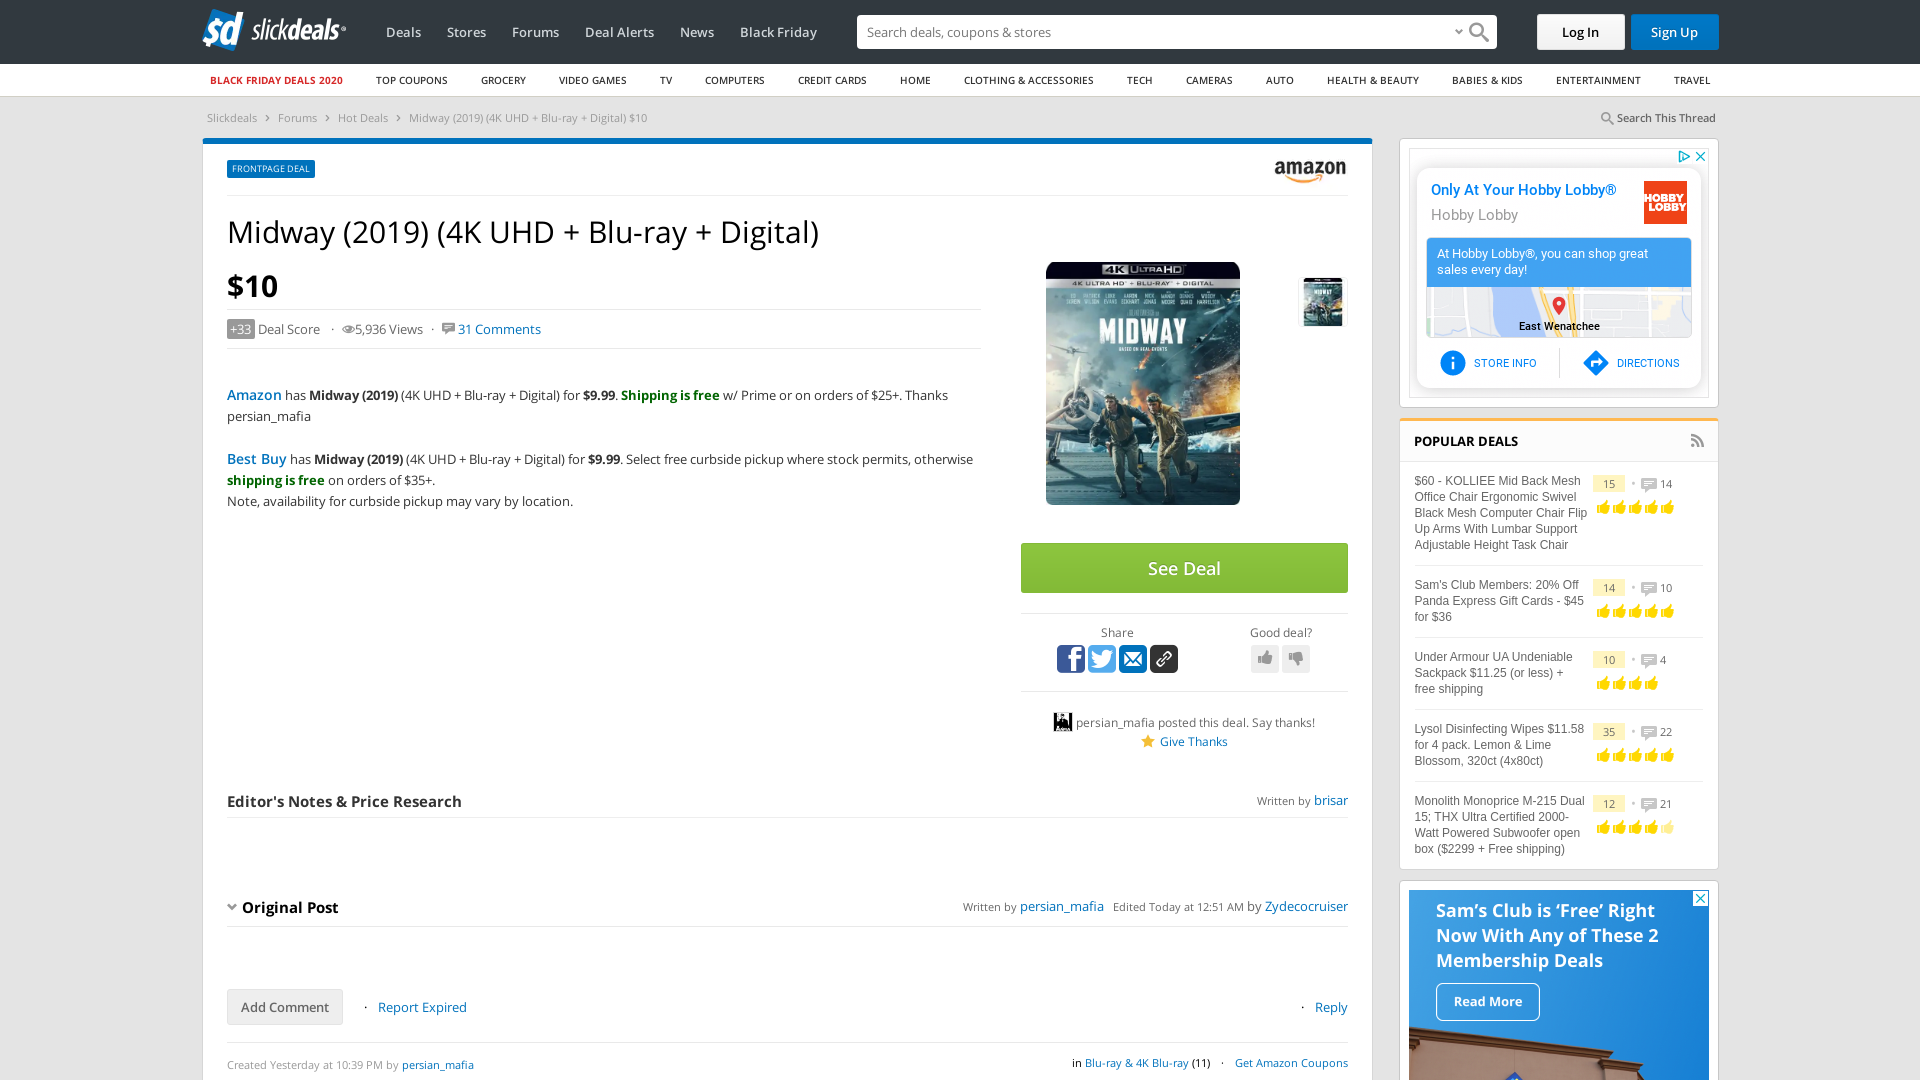 slickdeals
Deals
Stores
Forums
Deal Alerts
News
Black Friday
Search deals, coupons & stores
Log In
Sign Up
BLACK FRIDAY DEALS 2020
TOP COUPONS
GROCERY
VIDEO GAMES
TV
COMPUTERS
CREDIT CARDS
HOME
CLOTHING & ACCESSORIES
TECH
CAMERAS
AUTO
HEALTH & BEAUTY
BABIES & KIDS
ENTERTAINMENT
TRAVEL
Slickdeals › Forums › Hot Deals › Midway (2019) (4K UHD + Blu-ray + Digital) $10
Search This Thread
FRONTPAGE DEAL
amazon
Midway (2019) (4K UHD + Blu-ray + Digital)
$10
+33 Deal Score · 5,936 Views · 31 Comments
Amazon has Midway (2019) (4K UHD + Blu-ray + Digital) for $9.99. Shipping is free w/ Prime or on orders of $25+. Thanks
persian_mafia
Best Buy has Midway (2019) (4K UHD + Blu-ray + Digital) for $9.99. Select free curbside pickup where stock permits, otherwise
shipping is free on orders of $35+.
Note, availability for curbside pickup may vary by location.
4K ULTRAHD
4K ULTRA HD + BLU-RAY + DIGITAL
MIDWAY
BASED ON REAL EVENTS
See Deal
Share
Good deal?
persian_mafia posted this deal. Say thanks!
Give Thanks
Editor's Notes & Price Research
Written by brisar
Original Post
Written by persian_mafia Edited Today at 12:51 AM by Zydecocruiser
Add Comment
· Report Expired
· Reply
Created Yesterday at 10:39 PM by persian_mafia
in Blu-ray & 4K Blu-ray (11) · Get Amazon Coupons
Only At Your Hobby Lobby®
Hobby Lobby
HOBBY
LOBBY
At Hobby Lobby®, you can shop great
sales every day!
East Wenatchee
STORE INFO
DIRECTIONS
POPULAR DEALS
$60 - KOLLIEE Mid Back Mesh
Office Chair Ergonomic Swivel
Black Mesh Computer Chair Flip
Up Arms With Lumbar Support
Adjustable Height Task Chair
15 • 14
Sam's Club Members: 20% Off
Panda Express Gift Cards - $45
for $36
14 • 10
Under Armour UA Undeniable
Sackpack $11.25 (or less) +
free shipping
10 • 4
Lysol Disinfecting Wipes $11.58
for 4 pack. Lemon & Lime
Blossom, 320ct (4x80ct)
35 • 22
Monolith Monoprice M-215 Dual
15; THX Ultra Certified 2000-
Watt Powered Subwoofer open
box ($2299 + Free shipping)
12 • 21
Sam's Club is 'Free' Right
Now With Any of These 2
Membership Deals
Read More